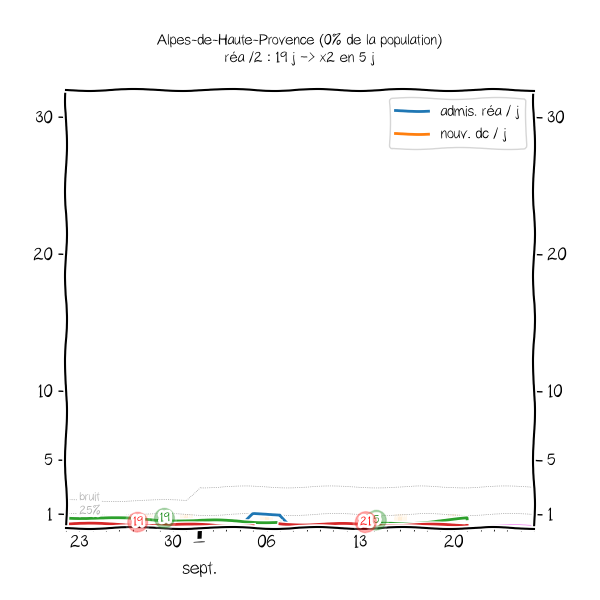 Alpes-de-Haute-Provence (0% de la population)
réa /2 : 19 j -> x2 en 5 j
admis. réa / j
nouv. dc / j
30 30
20 20
10 10
5 5
bruit
25%
1 1
19 19 21 5
23 30 1 06 13 20
sept.